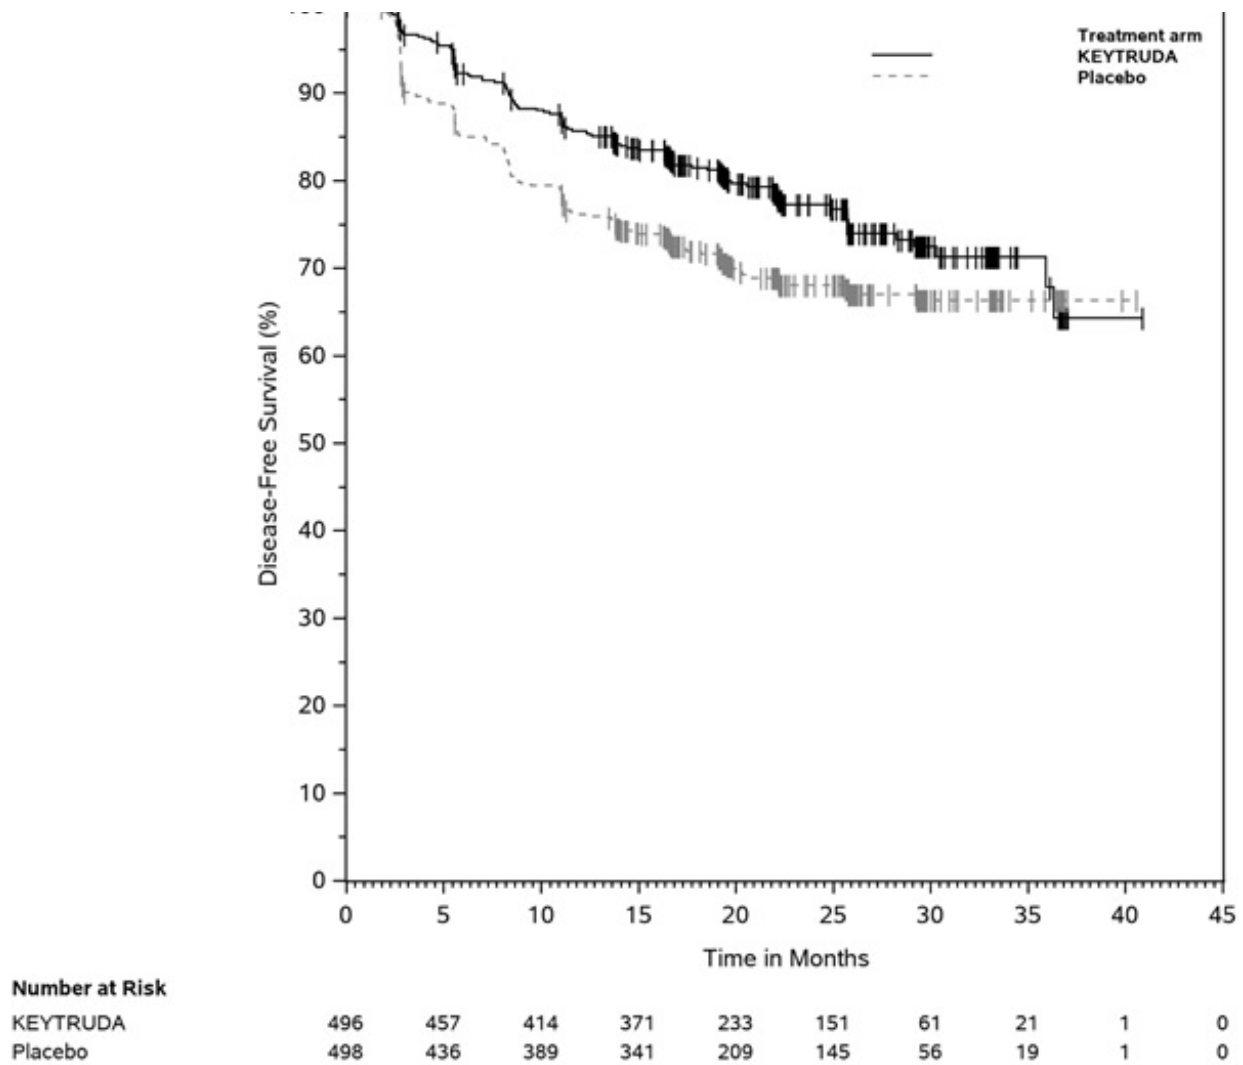 Treatment arm
KEYTRUDA
Placebo
90
80
70
60
50
40
30
20
10
0
Disease-Free Survival (%)
0 5 10 15 20 25 30 35 40 45
Time in Months
Number at Risk
KEYTRUDA 496 457 414 371 233 151 61 21 1 0
Placebo 498 436 389 341 209 145 56 19 1 0